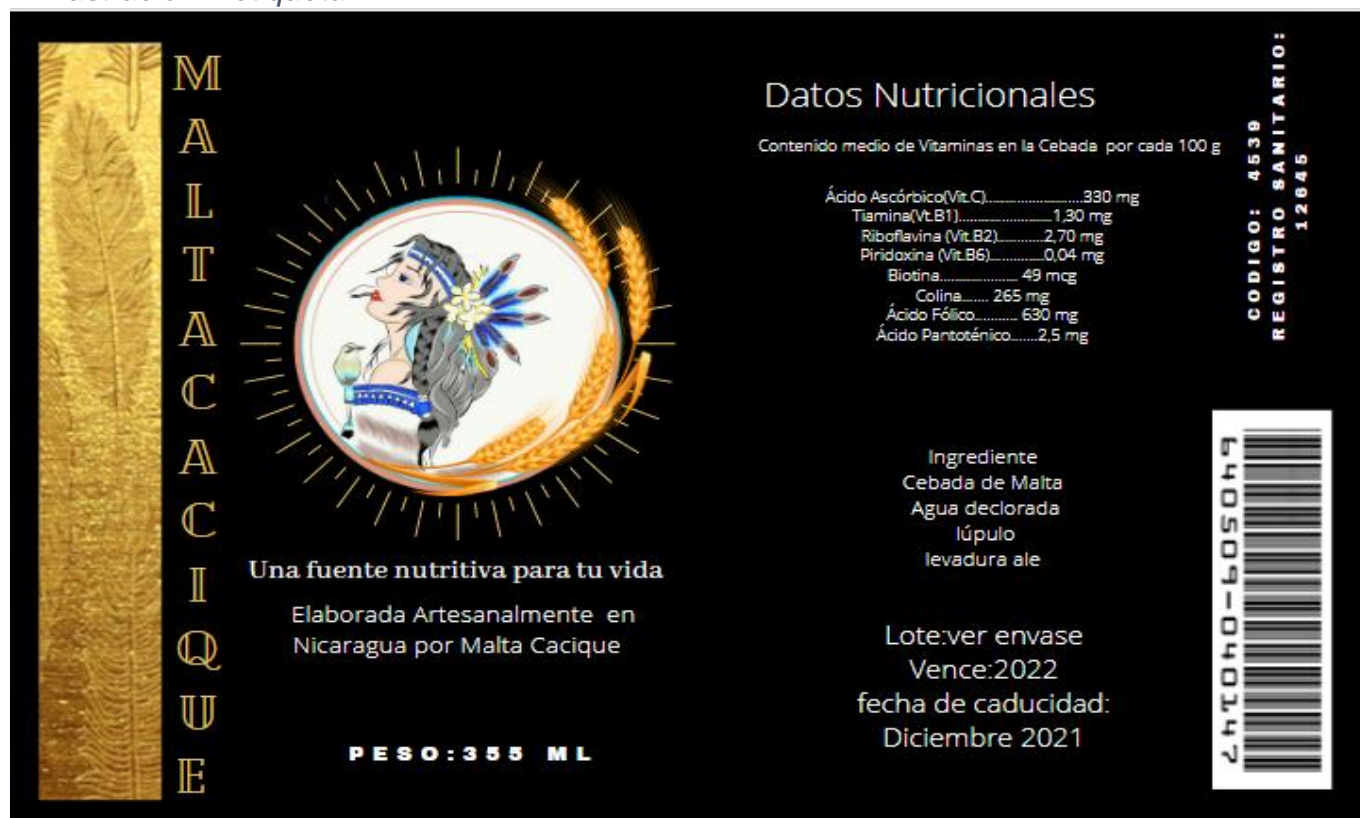 MALTA CACIQUE
Una fuente nutritiva para tu vida
Elaborada Artesanalmente en
Nicaragua por Malta Cacique
PESO:355 ML
Datos Nutricionales
Contenido medio de Vitaminas en la Cebada por cada 100 g
Ácido Ascórbico(Vit.C)..........................330 mg
Tiamina(Vt.B1)........................1,30 mg
Riboflavina (Vit.B2)............2,70 mg
Piridoxina (Vit.B6)..............0,04 mg
Biotina.................... 49 mcg
Colina....... 265 mg
Ácido Fólico........... 630 mg
Ácido Pantoténico.......2,5 mg
Ingrediente
Cebada de Malta
Agua declorada
lúpulo
levadura ale
Lote:ver envase
Vence:2022
fecha de caducidad:
Diciembre 2021
CODIGO: 4539
REGISTRO SANITARIO:
12645
640509-040147